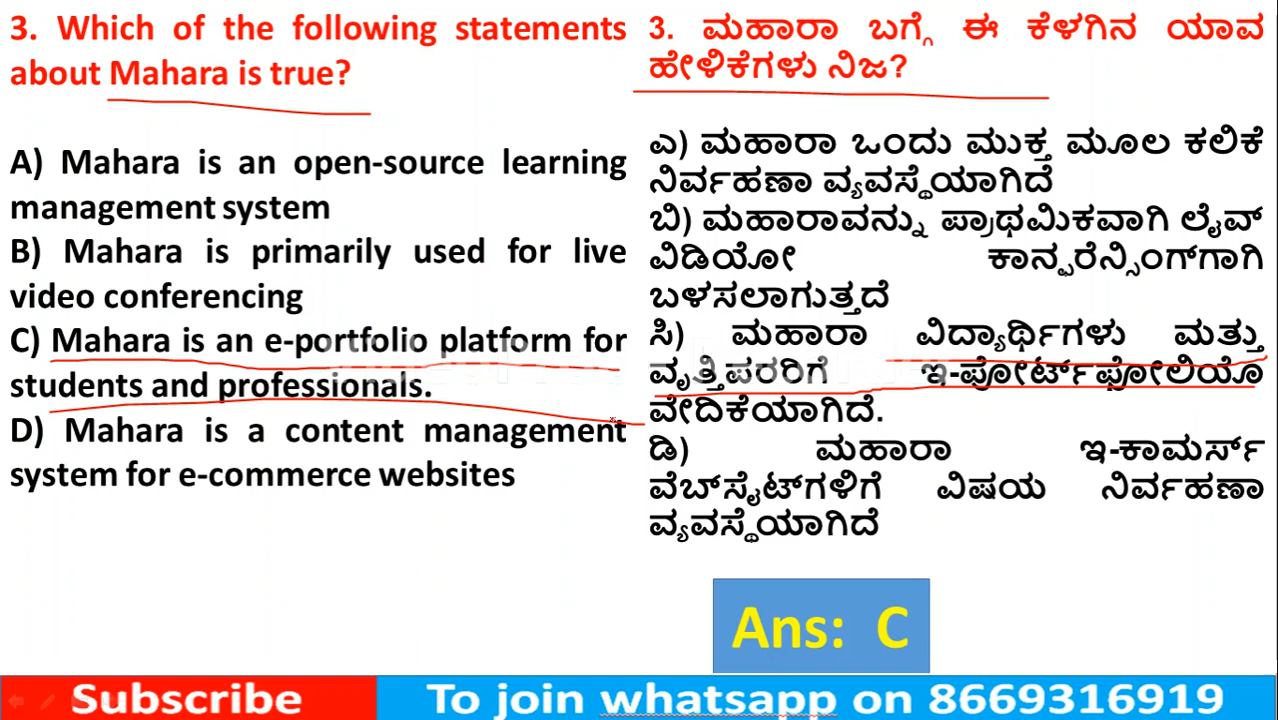 3. Which of the following statements
about Mahara is true?
A) Mahara is an open-source learning
management system
B) Mahara is primarily used for live
video conferencing
C) Mahara is an e-portfolio platform for
students and professionals.
D) Mahara is a content management
system for e-commerce websites
3. ಮಹಾರಾ ಬಗ್ಗೆ ಈ ಕೆಳಗಿನ ಯಾವ
ಹೇಳಿಕೆಗಳು ನಿಜ?
ಎ) ಮಹಾರಾ ಒಂದು ಮುಕ್ತ ಮೂಲ ಕಲಿಕೆ
ನಿರ್ವಹಣಾ ವ್ಯವಸ್ಥೆಯಾಗಿದೆ
ಬಿ) ಮಹಾರಾವನ್ನು ಪ್ರಾಥಮಿಕವಾಗಿ ಲೈವ್
ವಿಡಿಯೋ ಕಾನ್ಫರೆನ್ಸಿಂಗ್‌ಗಾಗಿ
ಬಳಸಲಾಗುತ್ತದೆ
ಸಿ) ಮಹಾರಾ ವಿದ್ಯಾರ್ಥಿಗಳು ಮತ್ತು
ವೃತ್ತಿಪರರಿಗೆ ಇ-ಪೋರ್ಟ್‌ಫೋಲಿಯೊ
ವೇದಿಕೆಯಾಗಿದೆ.
ಡಿ) ಮಹಾರಾ ಇ-ಕಾಮರ್ಸ್
ವೆಬ್‌ಸೈಟ್‌ಗಳಿಗೆ ವಿಷಯ ನಿರ್ವಹಣಾ
ವ್ಯವಸ್ಥೆಯಾಗಿದೆ
Ans: C
Subscribe
To join whatsapp on 8669316919